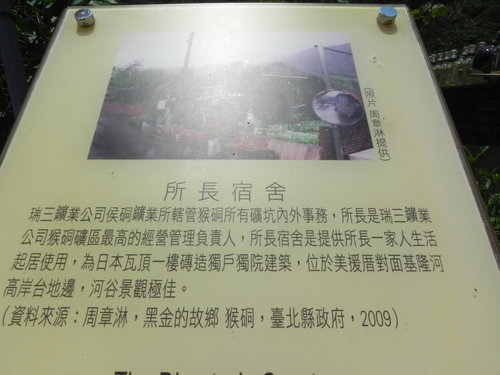 (照片 周章淋提供)
所長宿舍
瑞三鑛業公司侯硐鑛業所轄管猴硐所有礦坑內外事務，所長是瑞三鑛業
公司猴硐礦區最高的經營管理負責人，所長宿舍是提供所長一家人生活
起居使用，為日本瓦頂一樓磚造獨戶獨院建築，位於美援厝對面基隆河
高岸台地邊，河谷景觀極佳。
(資料來源：周章淋，黑金的故鄉 猴硐，臺北縣政府，2009)